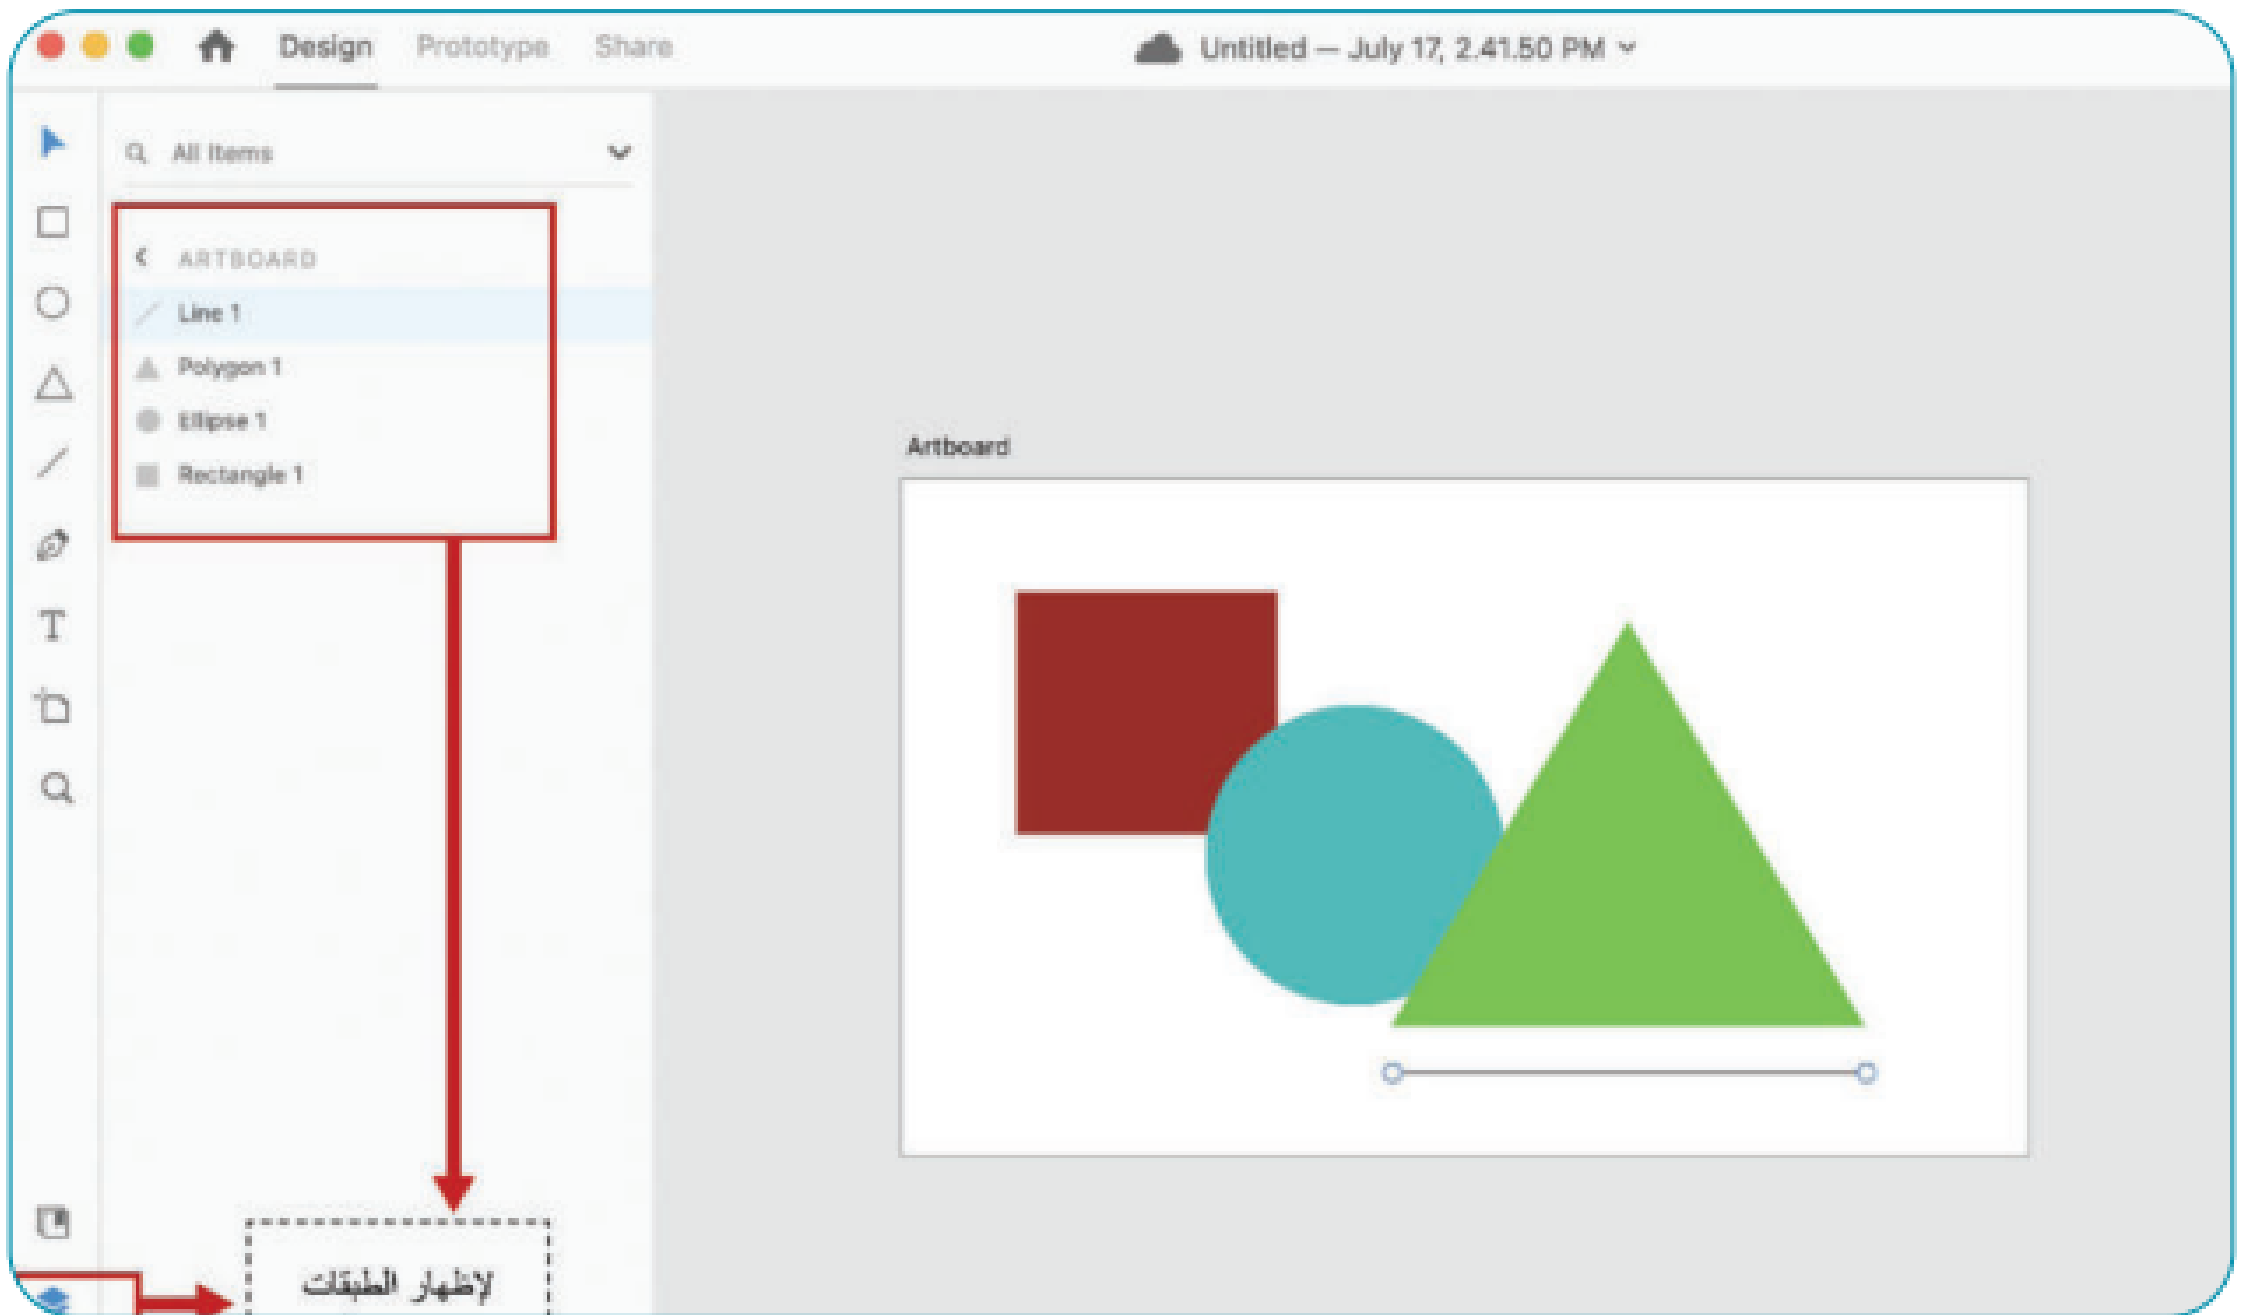 Design Prototype Share
Untitled — July 17, 2.41.50 PM
All Items
ARTBOARD
Line 1
Polygon 1
Ellipse 1
Rectangle 1
Artboard
T
لإظهار الطبقات